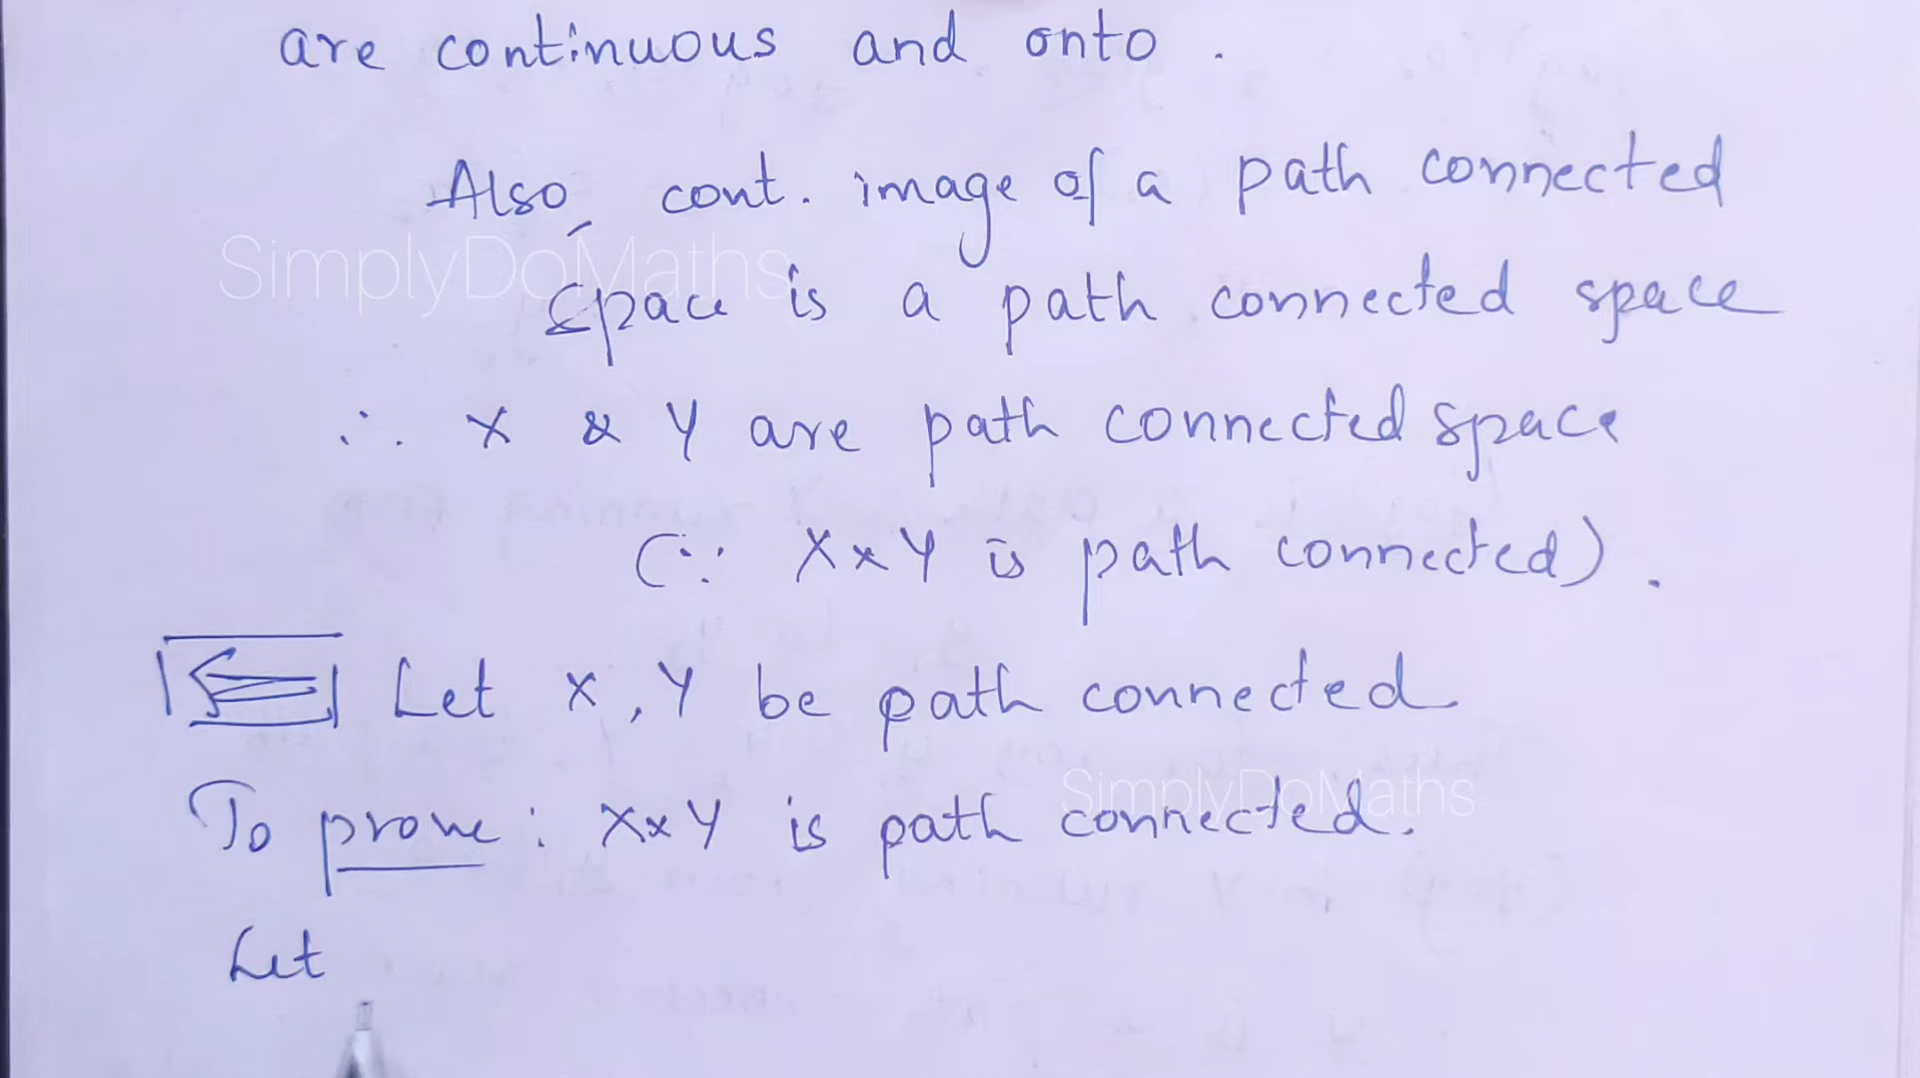 are continuous and onto.
Also, cont. image of a path connected
SimplyDoMaths
space is a path connected space
∴ X & Y are path connected space
(∵ X×Y is path connected).
⇐ Let X, Y be path connected.
SimplyDoMaths
To prove: X×Y is path connected.
Let